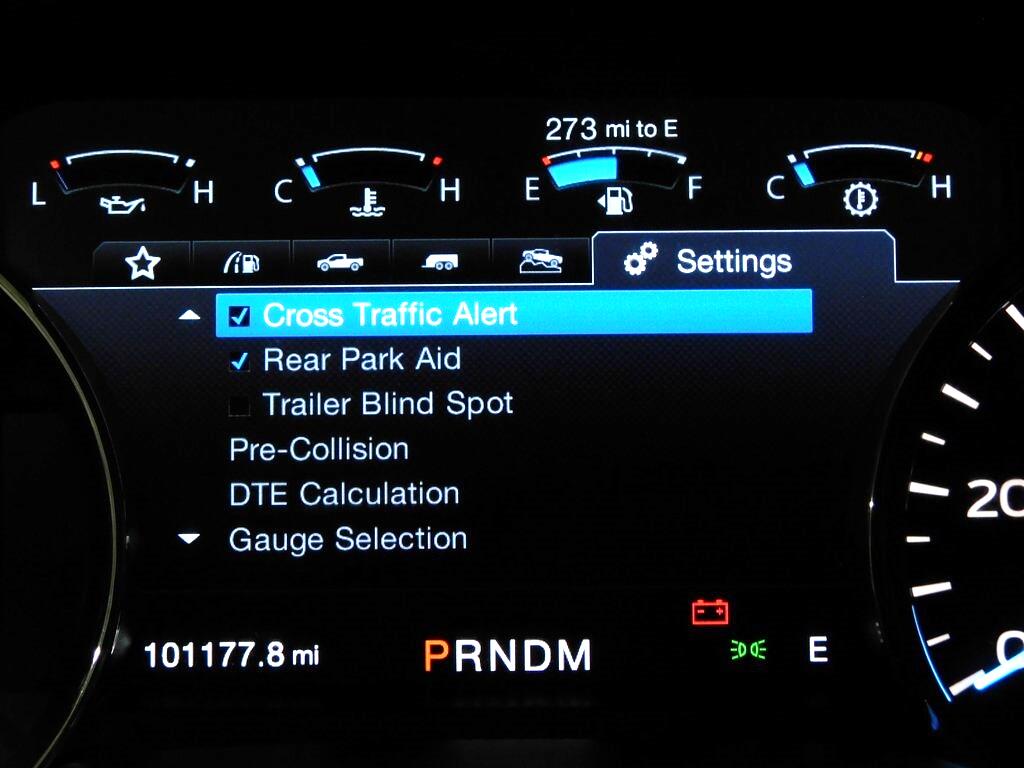 273 mi to E
L H C H E F C H
Settings
Cross Traffic Alert
Rear Park Aid
Trailer Blind Spot
Pre-Collision
DTE Calculation
Gauge Selection
20
101177.8 mi PRNDM E 0